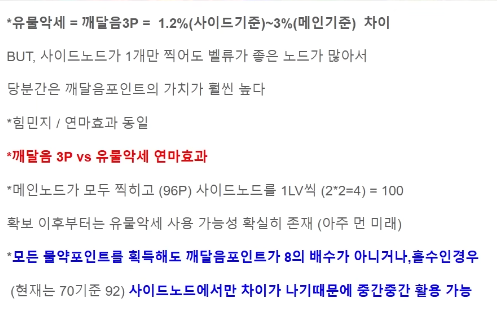 *유물악세 = 깨달음3P =  1.2%(사이드기준)~3%(메인기준)  차이
BUT, 사이드노드가 1개만 찍어도 벨류가 좋은 노드가 많아서
당분간은 깨달음포인트의 가치가 훨씬 높다
*힘민지 / 연마효과 동일
*깨달음 3P vs 유물악세 연마효과
*메인노드가 모두 찍히고 (96P) 사이드노드를 1LV씩 (2*2=4) = 100
확보 이후부터는 유물악세 사용 가능성 확실히 존재 (아주 먼 미래)
*모든 물약포인트를 획득해도 깨달음포인트가 8의 배수가 아니거나,홀수인경우
(현재는 70기준 92) 사이드노드에서만 차이가 나기때문에 중간중간 활용 가능